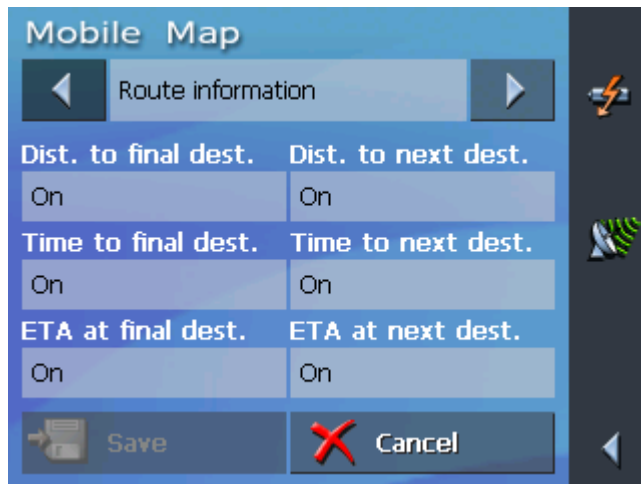 Mobile Map
Route information
Dist. to final dest. Dist. to next dest.
On On
Time to final dest. Time to next dest.
On On
ETA at final dest. ETA at next dest.
On On
Save Cancel